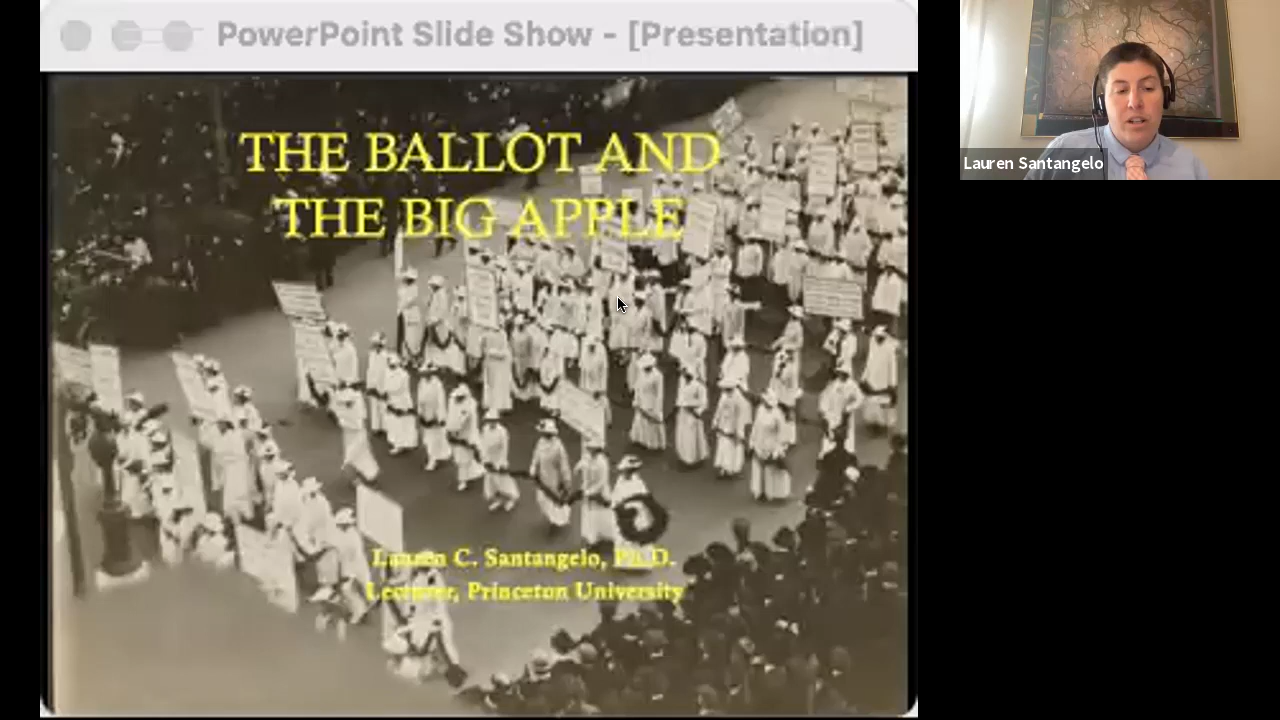 PowerPoint Slide Show - [Presentation]
THE BALLOT AND
THE BIG APPLE
Lauren C. Santangelo, Ph.D.
Lecturer, Princeton University
Lauren Santangelo